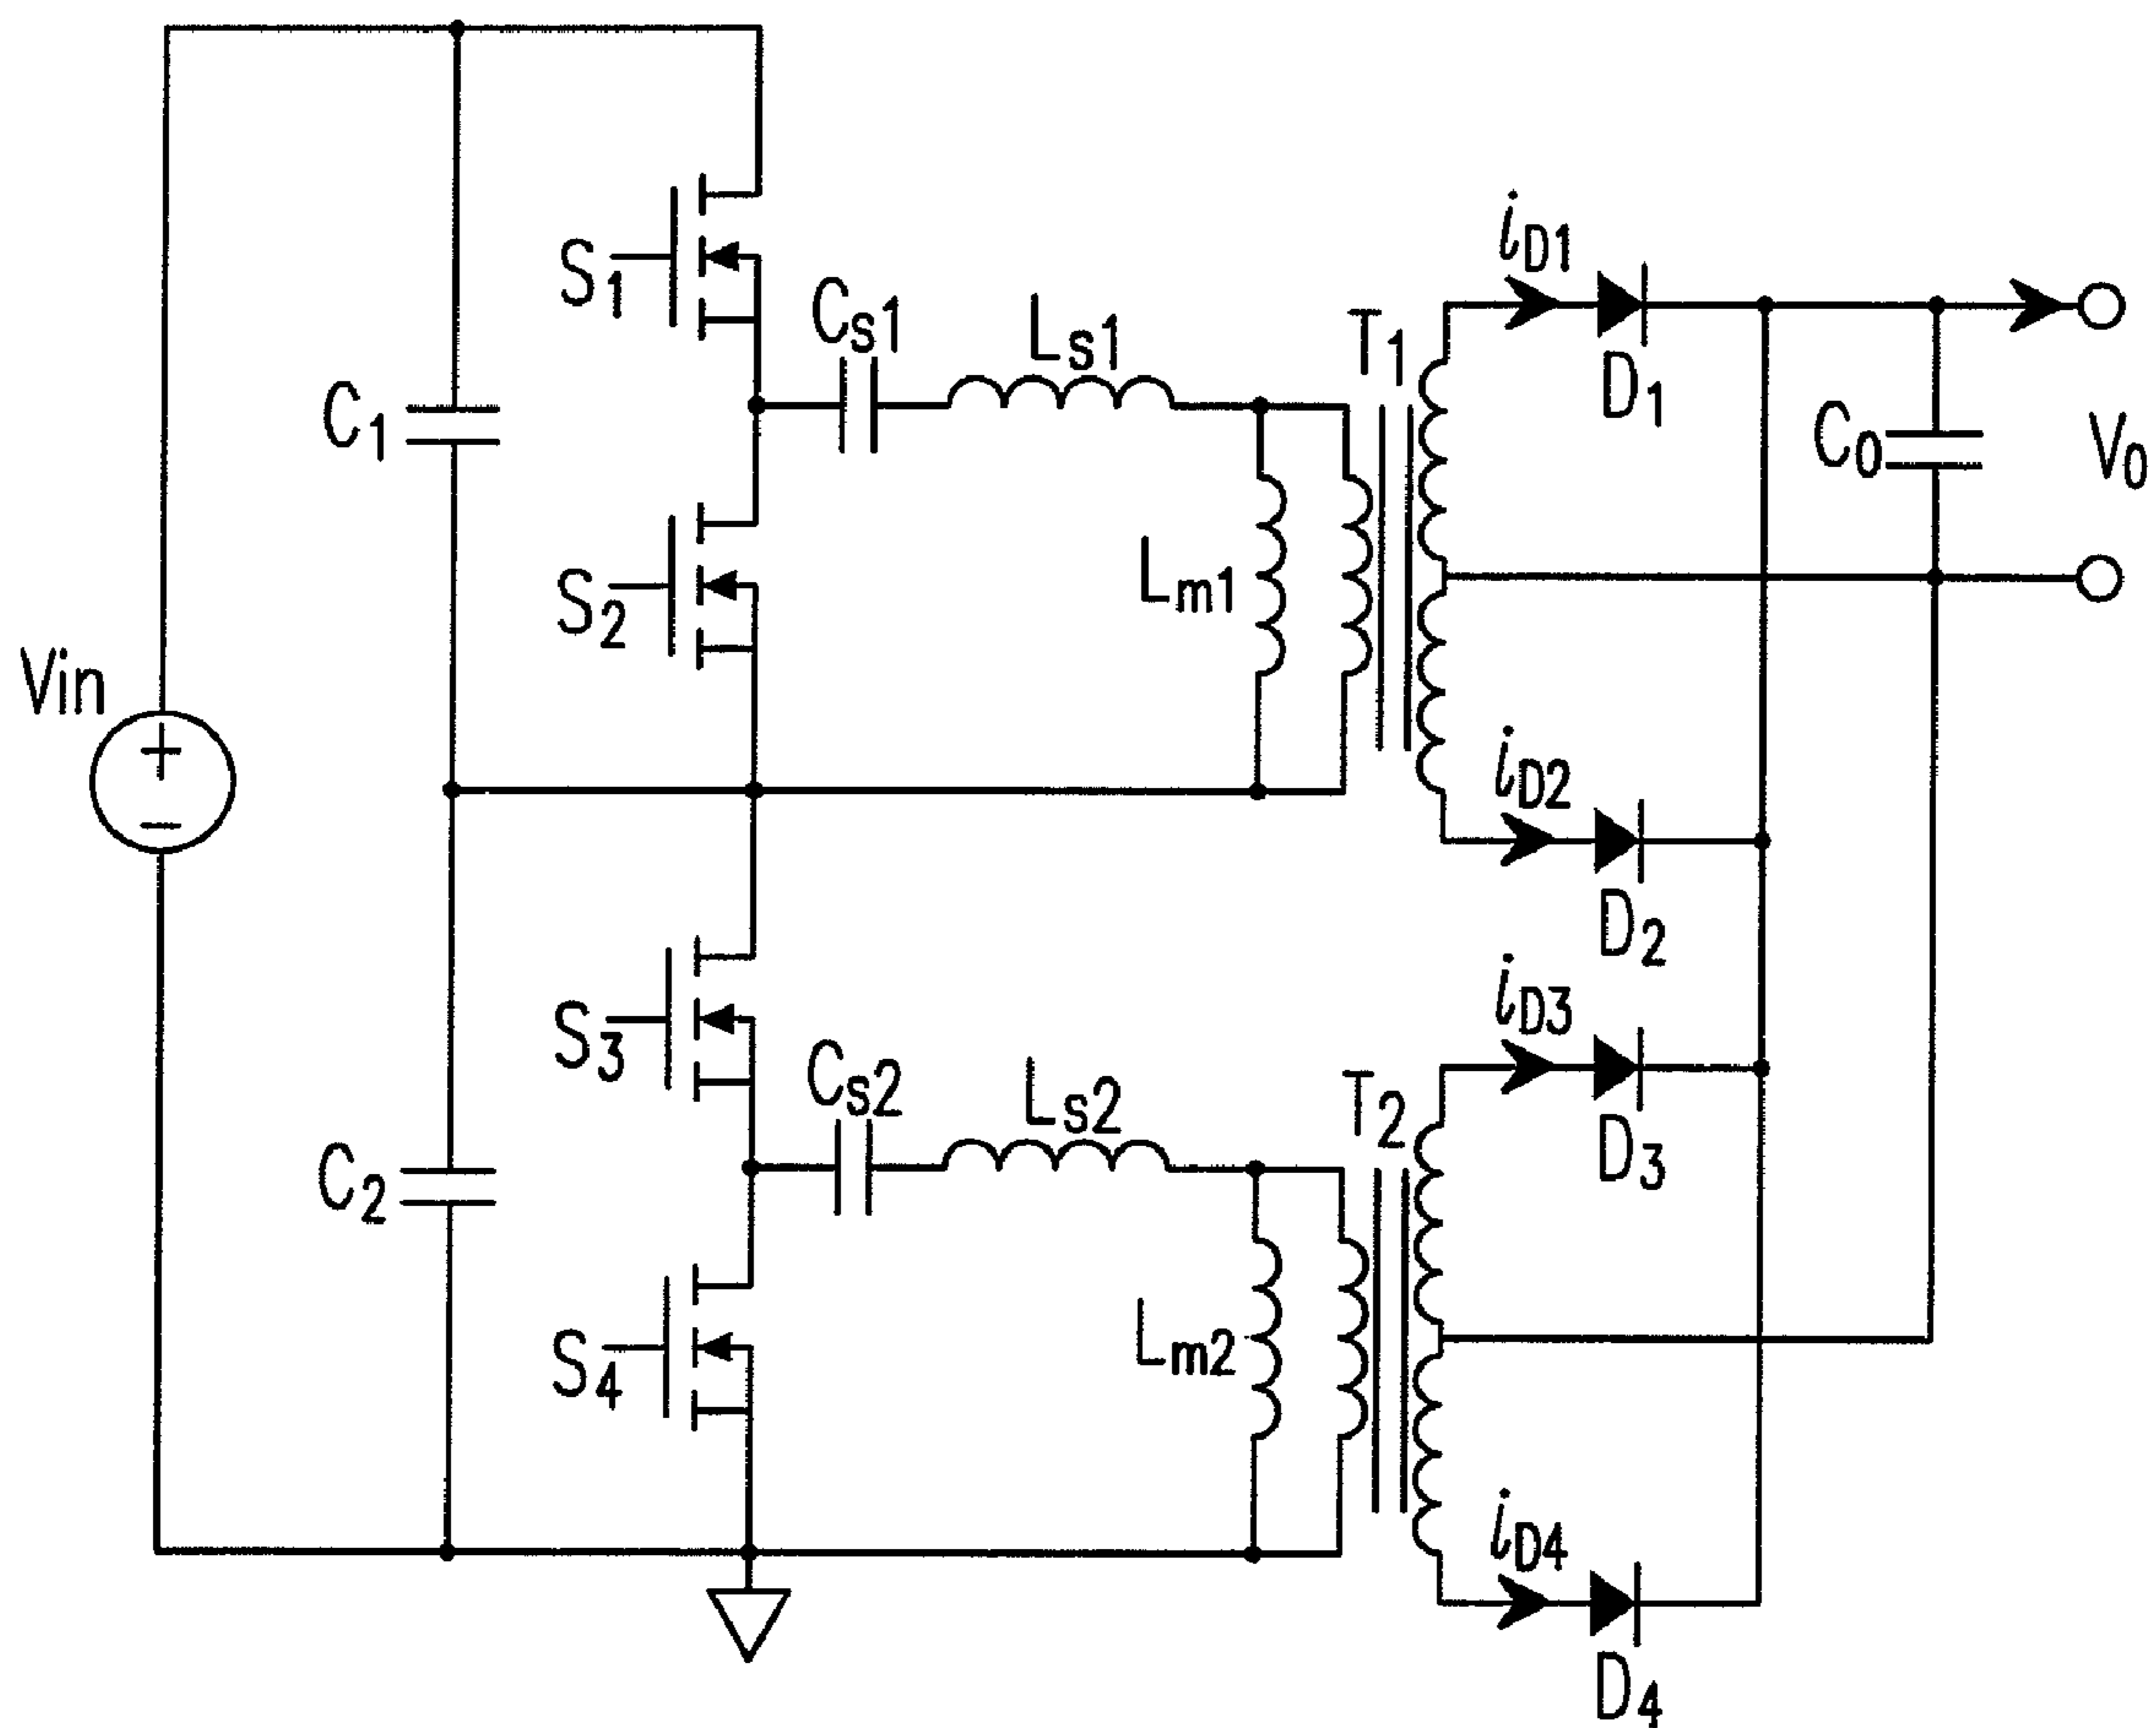 Vin
+
−
C1
C2
S1
S2
S3
S4
Cs1
Ls1
Lm1
T1
Cs2
Ls2
Lm2
T2
iD1
D1
iD2
D2
iD3
D3
iD4
D4
C0
V0